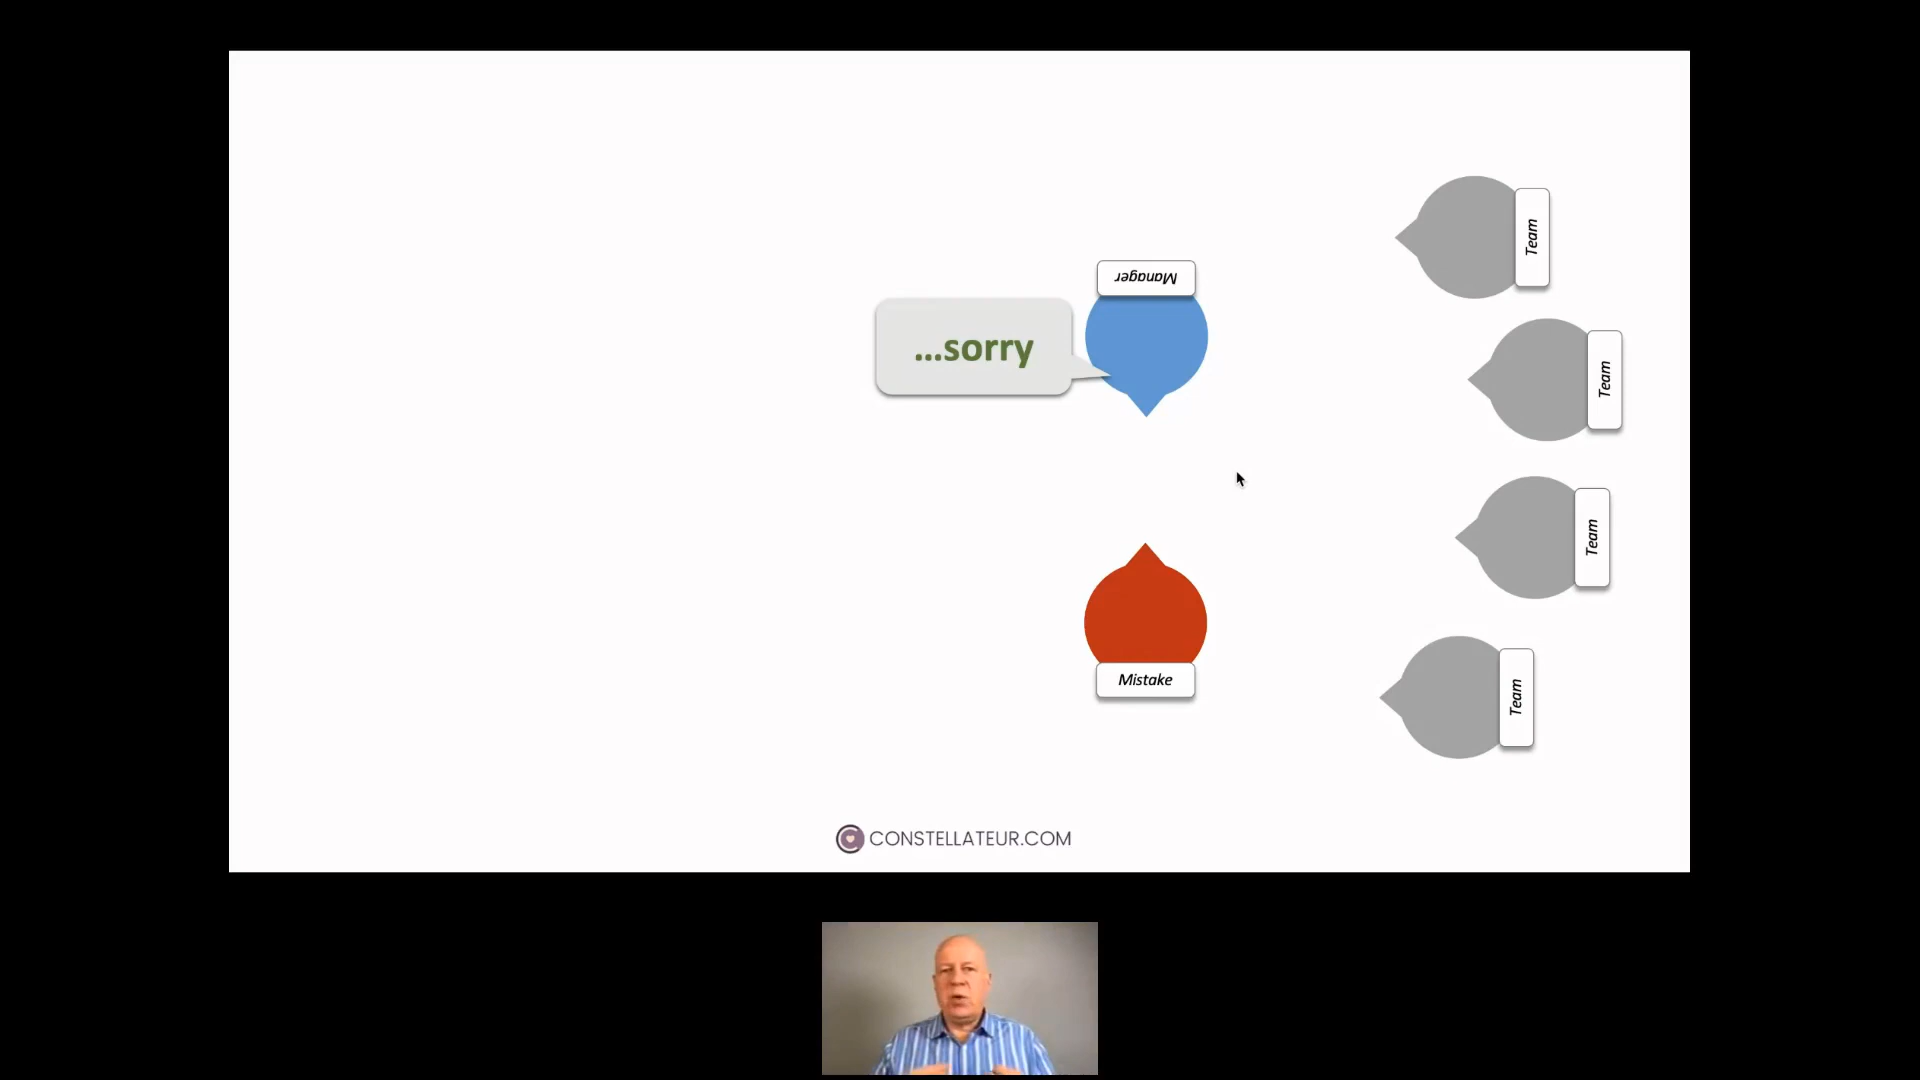 Manager
...sorry
Team
Team
Team
Mistake
Team
CONSTELLATEUR.COM